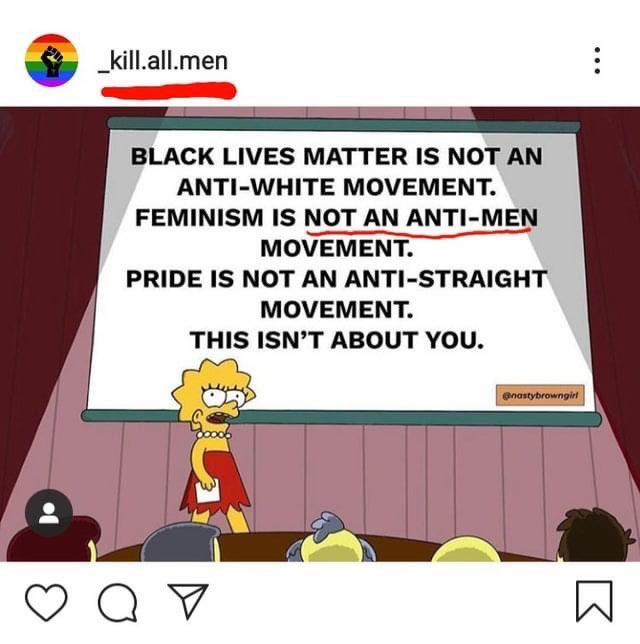 _kill.all.men
BLACK LIVES MATTER IS NOT AN
ANTI-WHITE MOVEMENT.
FEMINISM IS NOT AN ANTI-MEN
MOVEMENT.
PRIDE IS NOT AN ANTI-STRAIGHT
MOVEMENT.
THIS ISN'T ABOUT YOU.
@nastybrowngirl